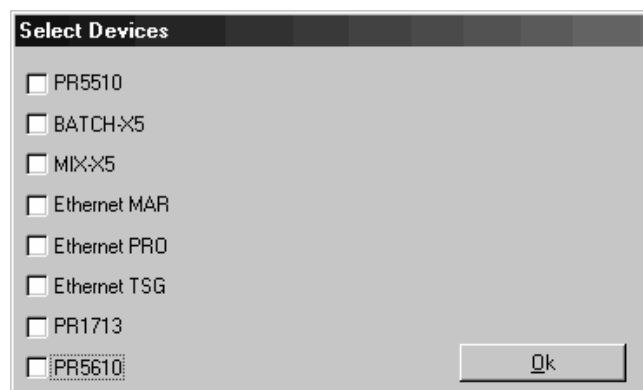 Select Devices
PR5510
BATCH-X5
MIX-X5
Ethernet MAR
Ethernet PRO
Ethernet TSG
PR1713
PR5610
Ok